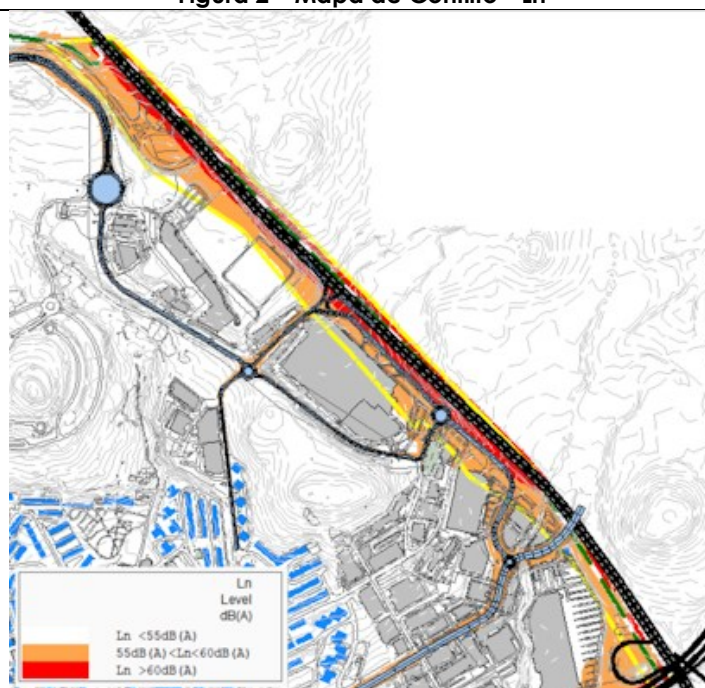 Figura 2 – Mapa de Conflito – Ln
Ln
Level
dB(A)
Ln <55dB(A)
55dB(A)<Ln<60dB(A)
Ln >60dB(A)